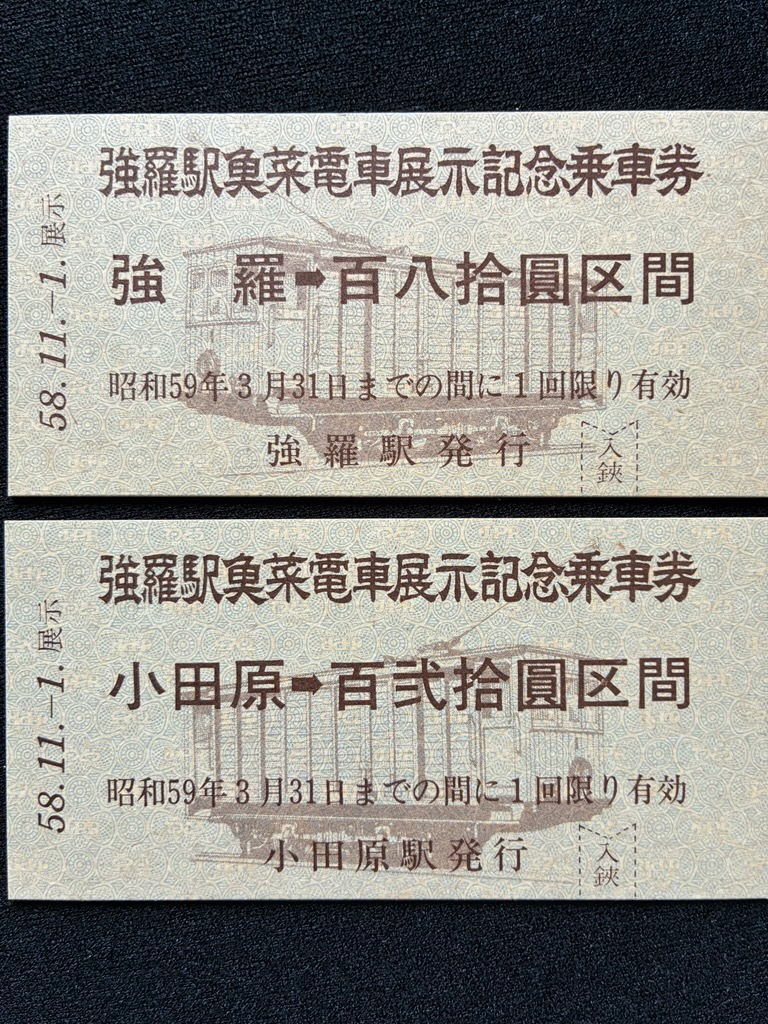 強羅駅魚菜電車展示記念乗車券
強羅➡百八拾圓区間
昭和59年3月31日までの間に1回限り有効
強羅駅発行
入鋏
58.11.-1.展示
強羅駅魚菜電車展示記念乗車券
小田原➡百弐拾圓区間
昭和59年3月31日までの間に1回限り有効
小田原駅発行
入鋏
58.11.-1.展示